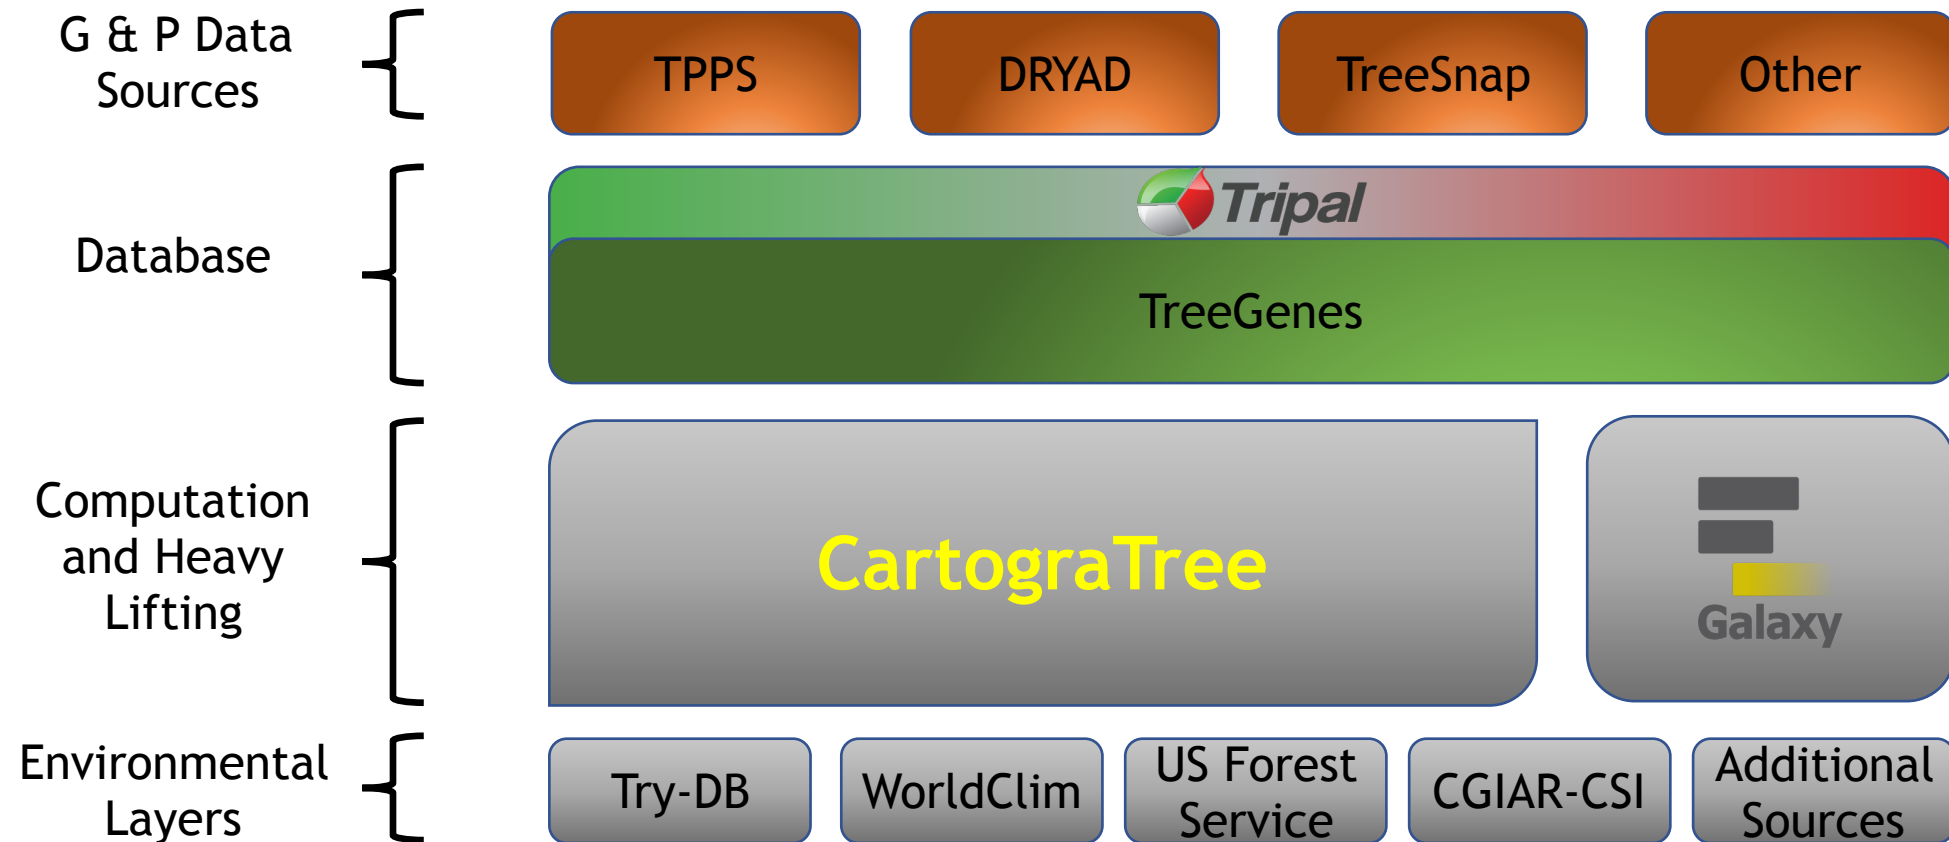 G & P Data
Sources
TPPS
DRYAD
TreeSnap
Other
Database
Tripal
TreeGenes
Computation
and Heavy
Lifting
CartograTree
Galaxy
Environmental
Layers
Try-DB
WorldClim
US Forest
Service
CGIAR-CSI
Additional
Sources